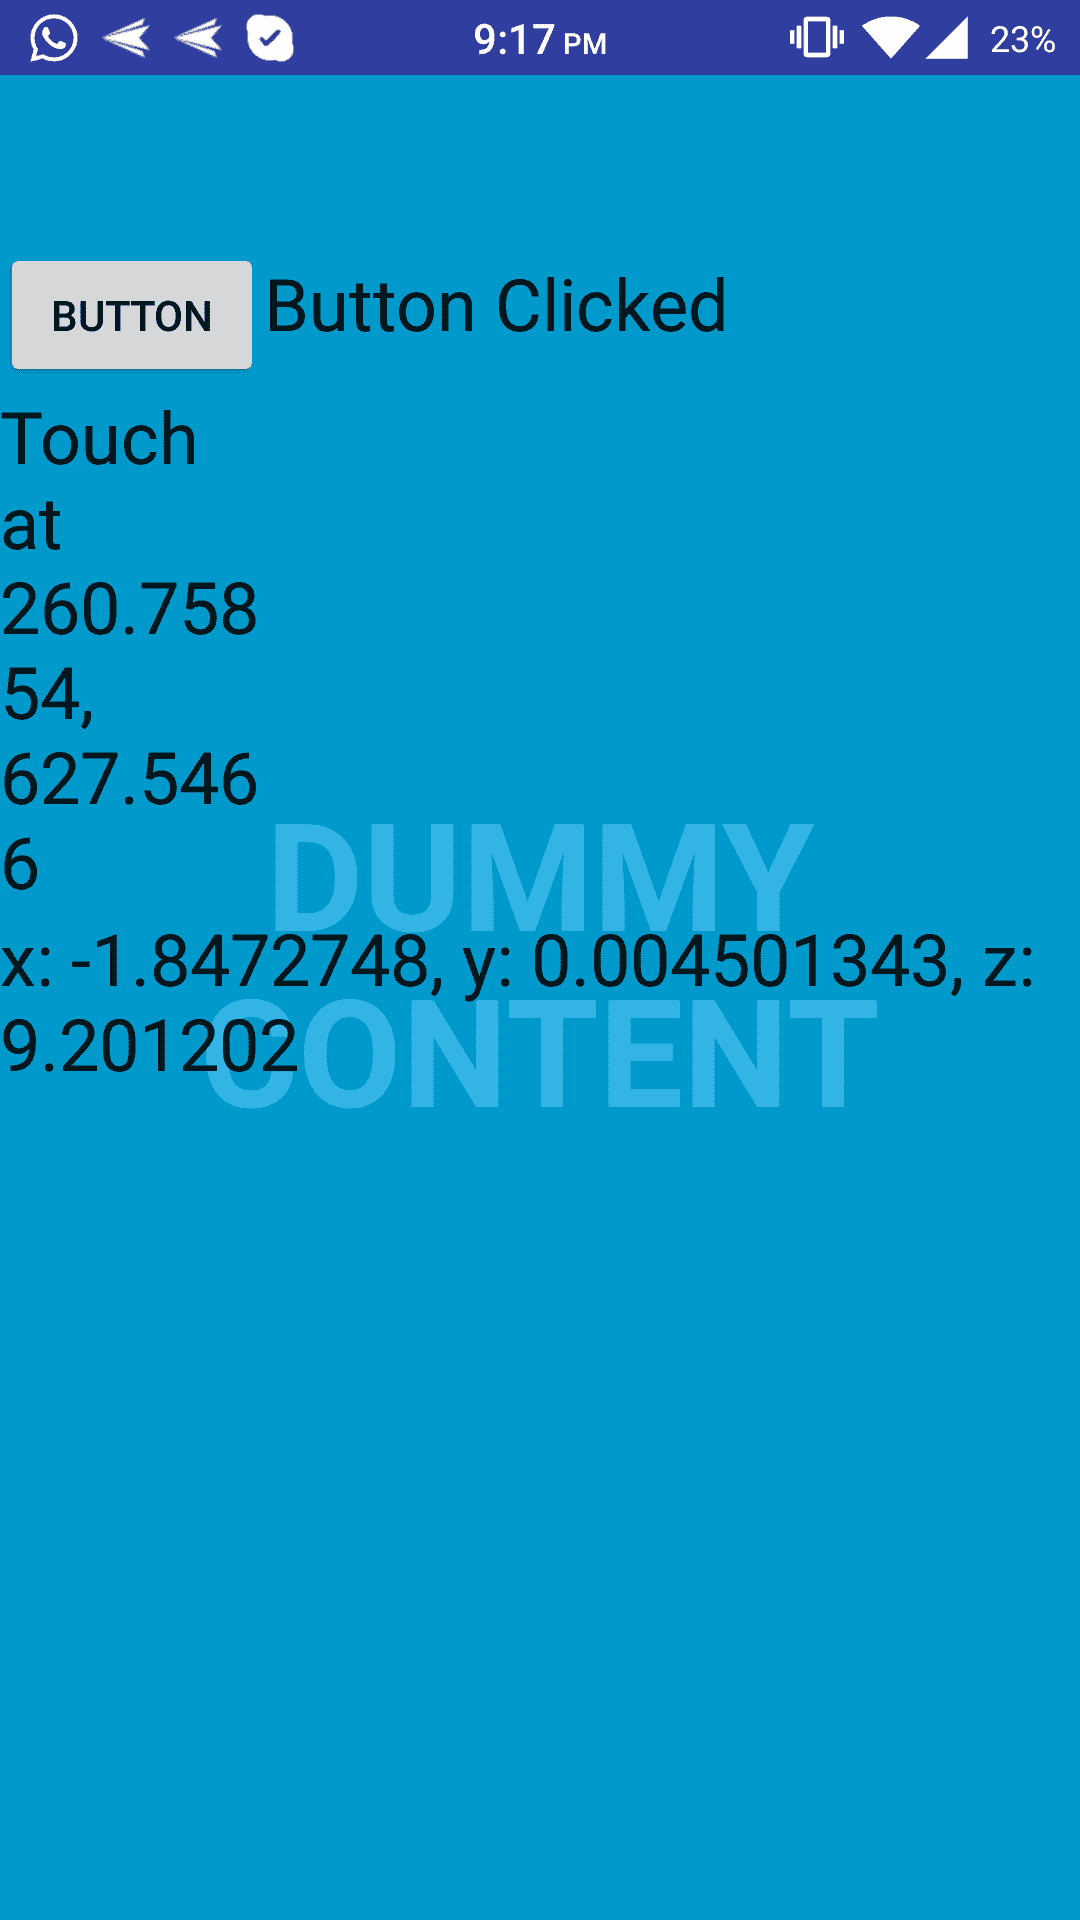 9:17 PM 23%
BUTTON Button Clicked
Touch
at
260.758
54,
627.546
6
DUMMY
x: -1.8472748, y: 0.004501343, z:
CONTENT
9.201202